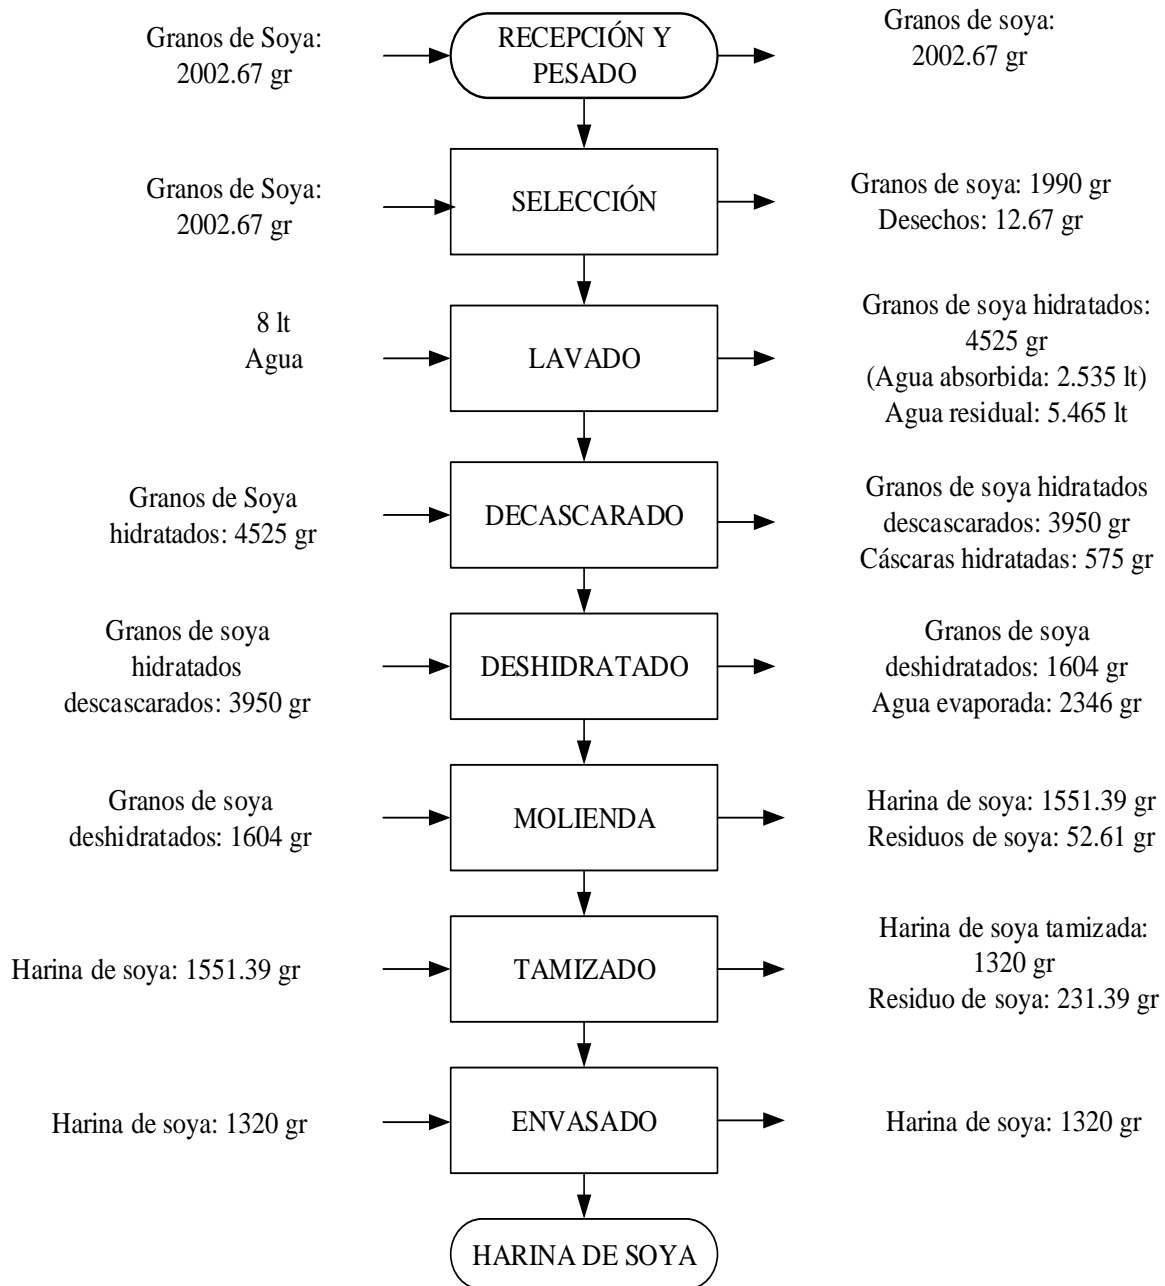 Granos de Soya:
2002.67 gr
RECEPCIÓN Y
PESADO
Granos de soya:
2002.67 gr
Granos de Soya:
2002.67 gr
SELECCIÓN
Granos de soya: 1990 gr
Desechos: 12.67 gr
8 lt
Agua
LAVADO
Granos de soya hidratados:
4525 gr
(Agua absorbida: 2.535 lt)
Agua residual: 5.465 lt
Granos de Soya
hidratados: 4525 gr
DECASCARADO
Granos de soya hidratados
descascarados: 3950 gr
Cáscaras hidratadas: 575 gr
Granos de soya
hidratados
descascarados: 3950 gr
DESHIDRATADO
Granos de soya
deshidratados: 1604 gr
Agua evaporada: 2346 gr
Granos de soya
deshidratados: 1604 gr
MOLIENDA
Harina de soya: 1551.39 gr
Residuos de soya: 52.61 gr
Harina de soya: 1551.39 gr
TAMIZADO
Harina de soya tamizada:
1320 gr
Residuo de soya: 231.39 gr
Harina de soya: 1320 gr
ENVASADO
Harina de soya: 1320 gr
HARINA DE SOYA